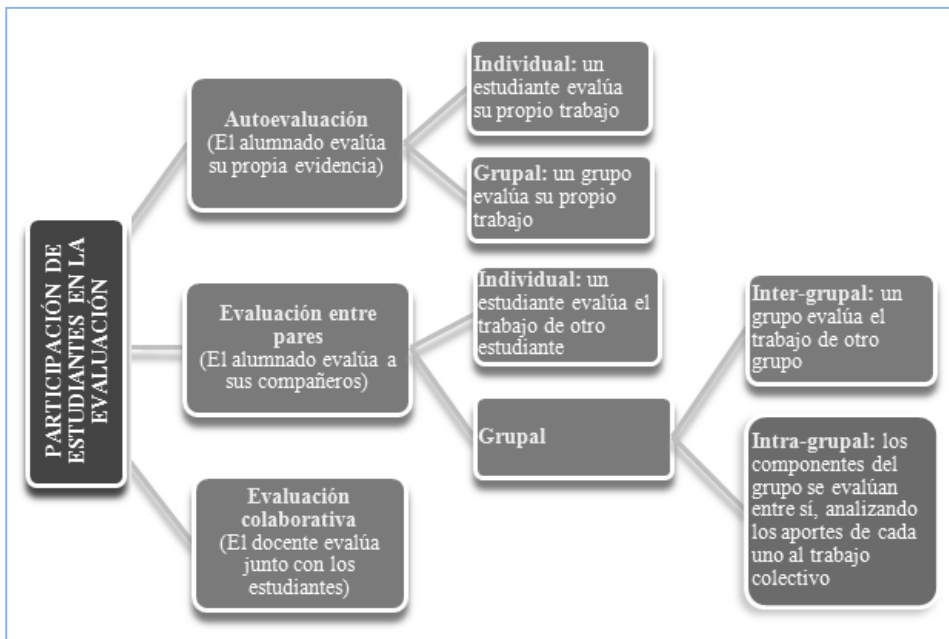 PARTICIPACIÓN DE
ESTUDIANTES EN LA
EVALUACIÓN
Autoevaluación
(El alumnado evalúa
su propia evidencia)
Individual: un
estudiante evalúa
su propio trabajo
Grupal: un grupo
evalúa su propio
trabajo
Evaluación entre
pares
(El alumnado evalúa a
sus compañeros)
Individual: un
estudiante evalúa el
trabajo de otro
estudiante
Grupal
Inter-grupal: un
grupo evalúa el
trabajo de otro
grupo
Intra-grupal: los
componentes del
grupo se evalúan
entre sí, analizando
los aportes de cada
uno al trabajo
colectivo
Evaluación
colaborativa
(El docente evalúa
junto con los
estudiantes)